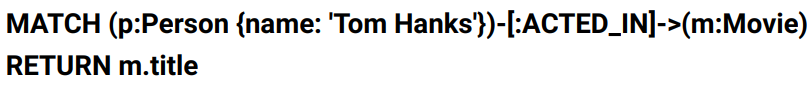 MATCH (p:Person {name: 'Tom Hanks'})-[:ACTED_IN]->(m:Movie)
RETURN m.title